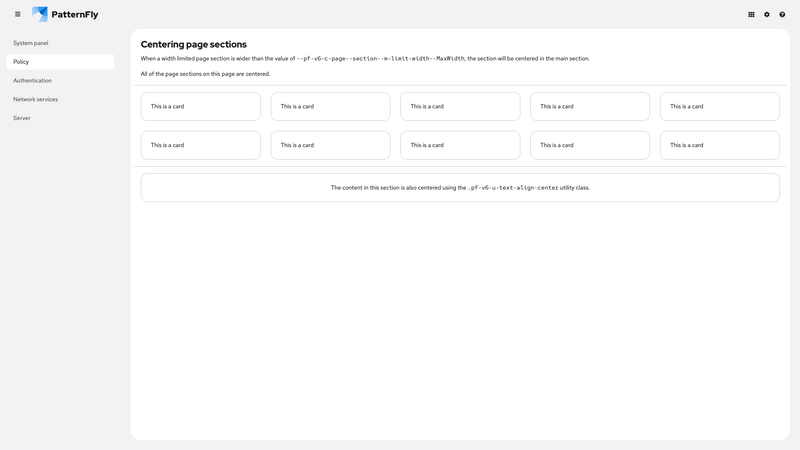 PatternFly
System panel
Policy
Authentication
Network services
Server
Centering page sections
When a width limited page section is wider than the value of --pf-v6-c-page--section--m-limit-width--MaxWidth, the section will be centered in the main section.
All of the page sections on this page are centered.
This is a card
This is a card
This is a card
This is a card
This is a card
This is a card
This is a card
This is a card
This is a card
This is a card
The content in this section is also centered using the .pf-v6-u-text-align-center utility class.